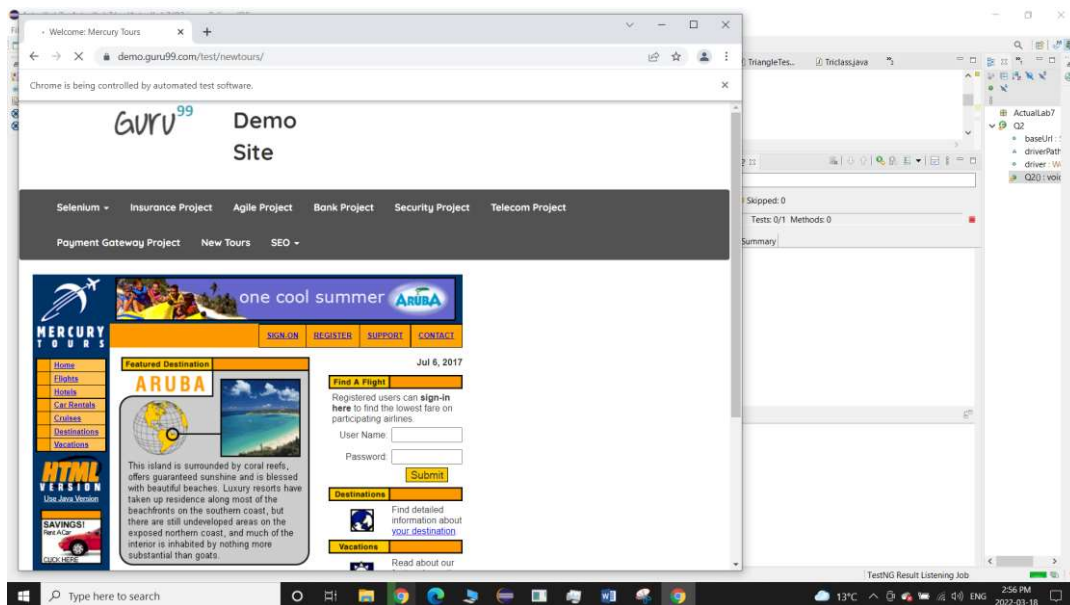 Welcome: Mercury Tours
demo.guru99.com/test/newtours/
Chrome is being controlled by automated test software.
GURU99
Demo
Site
Selenium
Insurance Project
Agile Project
Bank Project
Security Project
Telecom Project
Payment Gateway Project
New Tours
SEO
one cool summer ARUBA
MERCURY
TOURS
SIGN-ON
REGISTER
SUPPORT
CONTACT
Jul 6, 2017
Home
Flights
Hotels
Car Rentals
Cruises
Destinations
Vacations
HTML
VERSION
Use Java Version
SAVINGS!
Rent A Car
CLICK HERE
Featured Destination
ARUBA
This island is surrounded by coral reefs,
offers guaranteed sunshine and is blessed
with beautiful beaches. Luxury resorts have
taken up residence along most of the
beachfronts on the southern coast, but
there are still undeveloped areas on the
exposed northern coast, and much of the
interior is inhabited by nothing more
substantial than goats.
Find A Flight
Registered users can sign-in
here to find the lowest fare on
participating airlines.
User Name:
Password:
Submit
Destinations
Find detailed
information about
your destination.
Vacations
Read about our
TriangleTes...
Triclass.java
Skipped: 0
Tests: 0/1 Methods: 0
Summary
ActualLab7
Q2
baseUrl :
driverPath
driver : W
Q2() : voic
TestNG Result Listening Job
Type here to search
13°C
ENG
2:56 PM
2022-03-18